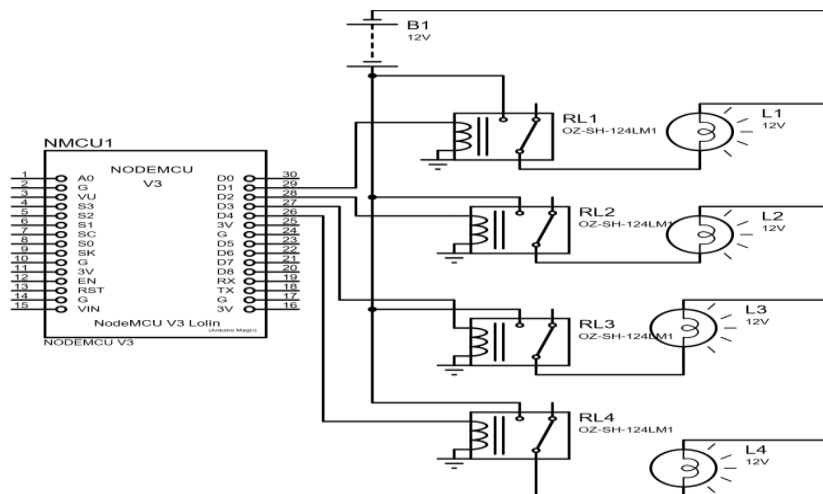 B1
12V
RL1
OZ-SH-124LM1
L1
12V
NMCU1
NODEMCU
V3
1 A0 D0 30
2 G D1 29
3 VU D2 28
4 S3 D3 27
5 S2 D4 26
6 S1 3V 25
7 SC G 24
8 S0 D5 23
9 SK D6 22
10 G D7 21
11 3V D8 20
12 EN RX 19
13 RST TX 18
14 G G 17
15 VIN 3V 16
NodeMCU V3 Lolin
(Arduino Magix)
NODEMCU V3
RL2
OZ-SH-124LM1
L2
12V
RL3
OZ-SH-124LM1
L3
12V
RL4
OZ-SH-124LM1
L4
12V